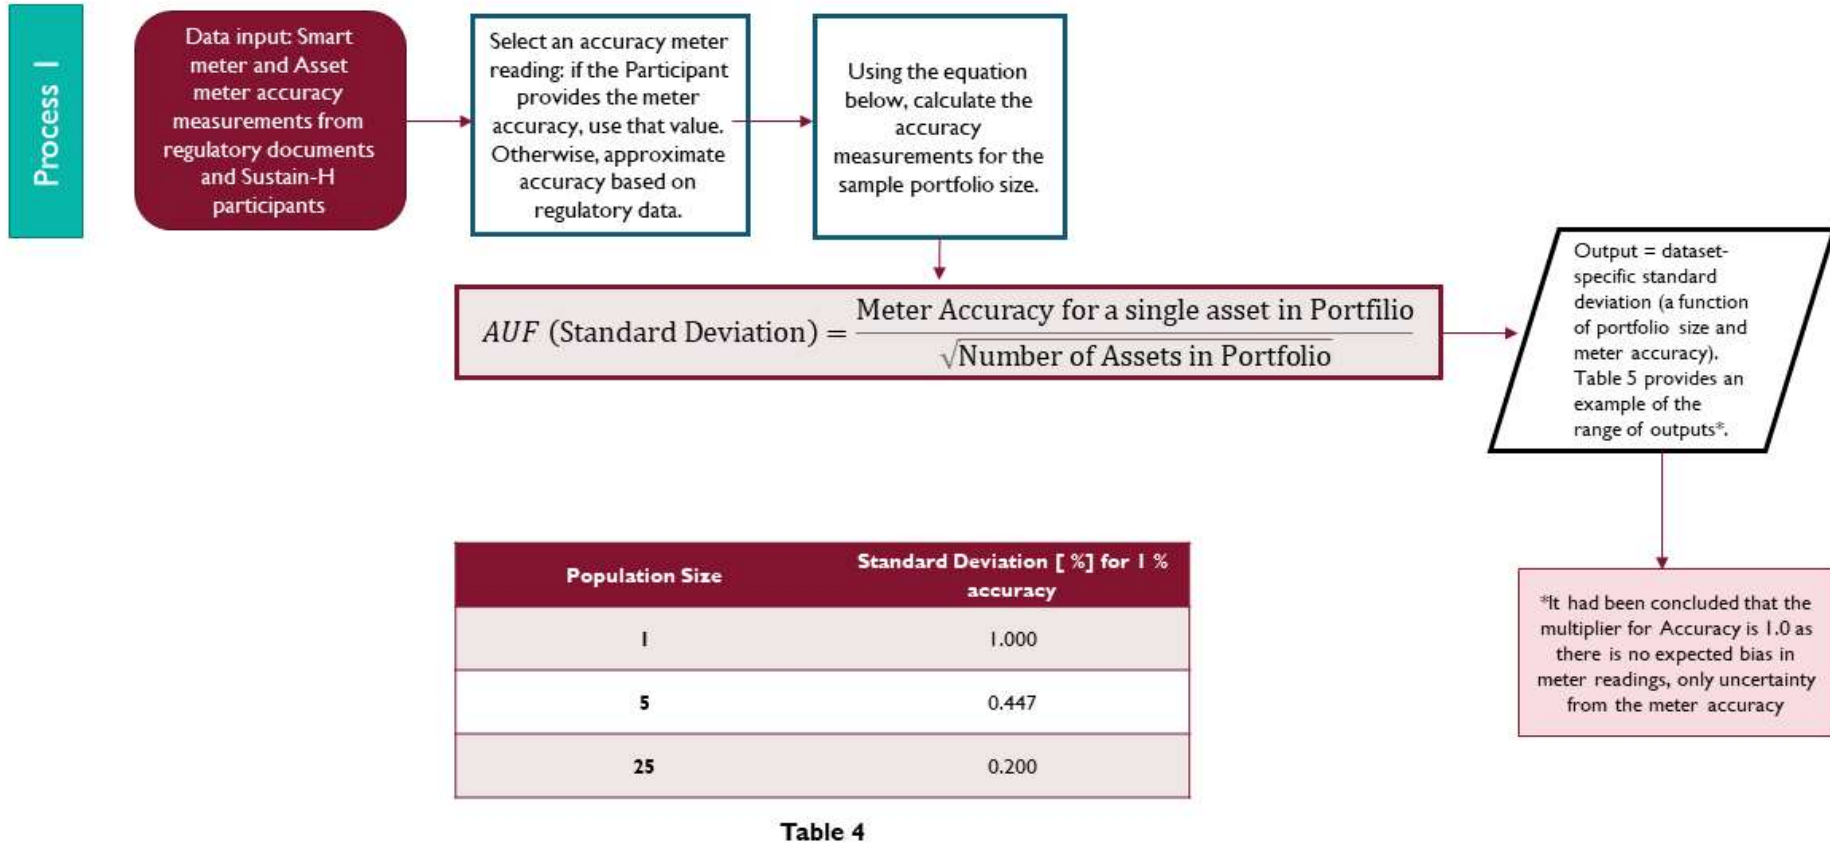 Process 1
Data input: Smart
meter and Asset
meter accuracy
measurements from
regulatory documents
and Sustain-H
participants
Select an accuracy meter
reading: if the Participant
provides the meter
accuracy, use that value.
Otherwise, approximate
accuracy based on
regulatory data.
Using the equation
below, calculate the
accuracy
measurements for the
sample portfolio size.
AUF (Standard Deviation) = Meter Accuracy for a single asset in Portfilio / √Number of Assets in Portfolio
Output = dataset-
specific standard
deviation (a function
of portfolio size and
meter accuracy).
Table 5 provides an
example of the
range of outputs*.
*It had been concluded that the
multiplier for Accuracy is 1.0 as
there is no expected bias in
meter readings, only uncertainty
from the meter accuracy
Population Size
Standard Deviation [ %] for 1 %
accuracy
1 1.000
5 0.447
25 0.200
Table 4